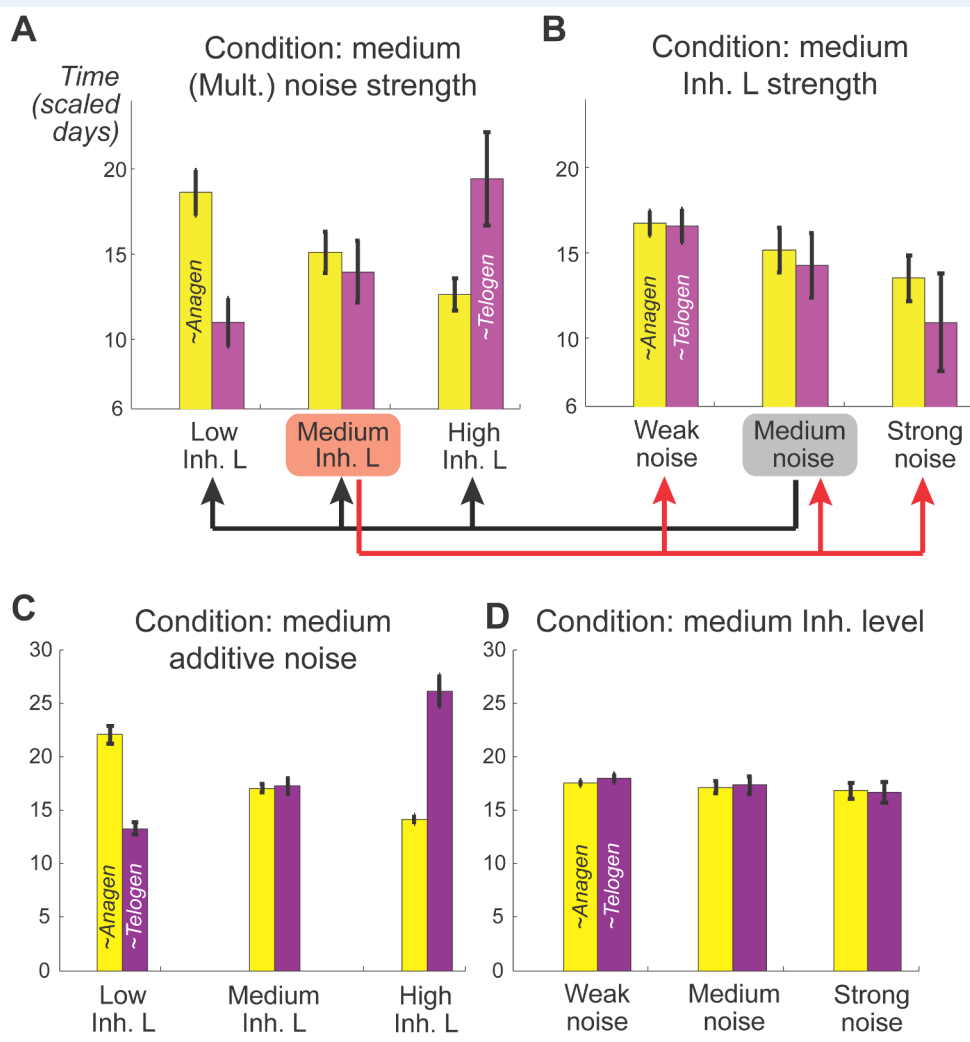 A
Condition: medium
(Mult.) noise strength
Time
(scaled
days)
20
15
10
6
~Anagen
~Telogen
Low
Inh. L
Medium
Inh. L
High
Inh. L
B
Condition: medium
Inh. L strength
20
15
10
6
~Anagen
~Telogen
Weak
noise
Medium
noise
Strong
noise
C
Condition: medium
additive noise
30
25
20
15
10
5
0
~Anagen
~Telogen
Low
Inh. L
Medium
Inh. L
High
Inh. L
D
Condition: medium Inh. level
30
25
20
15
10
5
0
~Anagen
~Telogen
Weak
noise
Medium
noise
Strong
noise